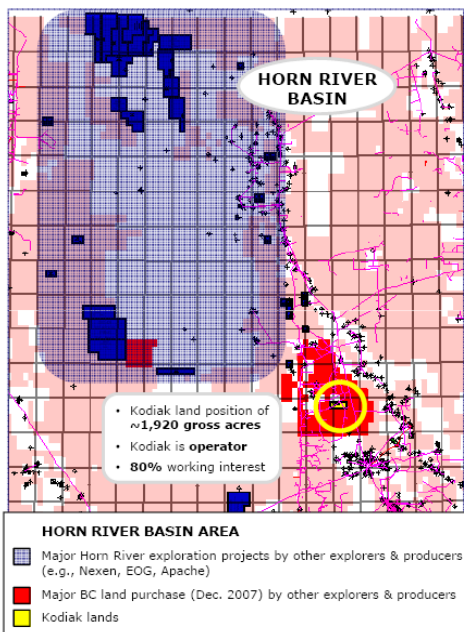 HORN RIVER
BASIN
• Kodiak land position of
~1,920 gross acres
• Kodiak is operator
• 80% working interest
HORN RIVER BASIN AREA
Major Horn River exploration projects by other explorers & producers
(e.g., Nexen, EOG, Apache)
Major BC land purchase (Dec. 2007) by other explorers & producers
Kodiak lands